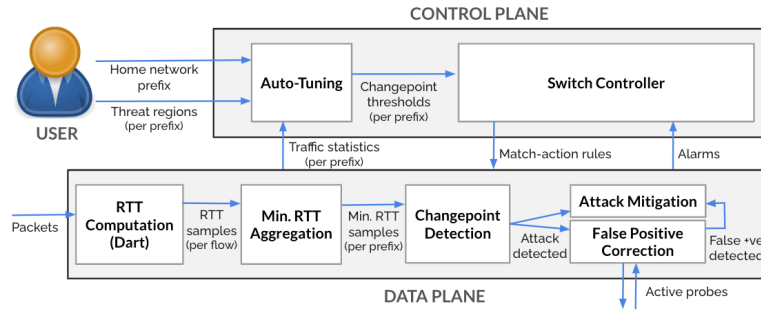 CONTROL PLANE
Home network
prefix
Threat regions
(per prefix)
USER
Auto-Tuning
Changepoint
thresholds
(per prefix)
Switch Controller
Traffic statistics
(per prefix)
Match-action rules
Alarms
Packets
RTT
Computation
(Dart)
RTT
samples
(per flow)
Min. RTT
Aggregation
Min. RTT
samples
(per prefix)
Changepoint
Detection
Attack
detected
Attack Mitigation
False Positive
Correction
False +ve
detected
DATA PLANE
Active probes